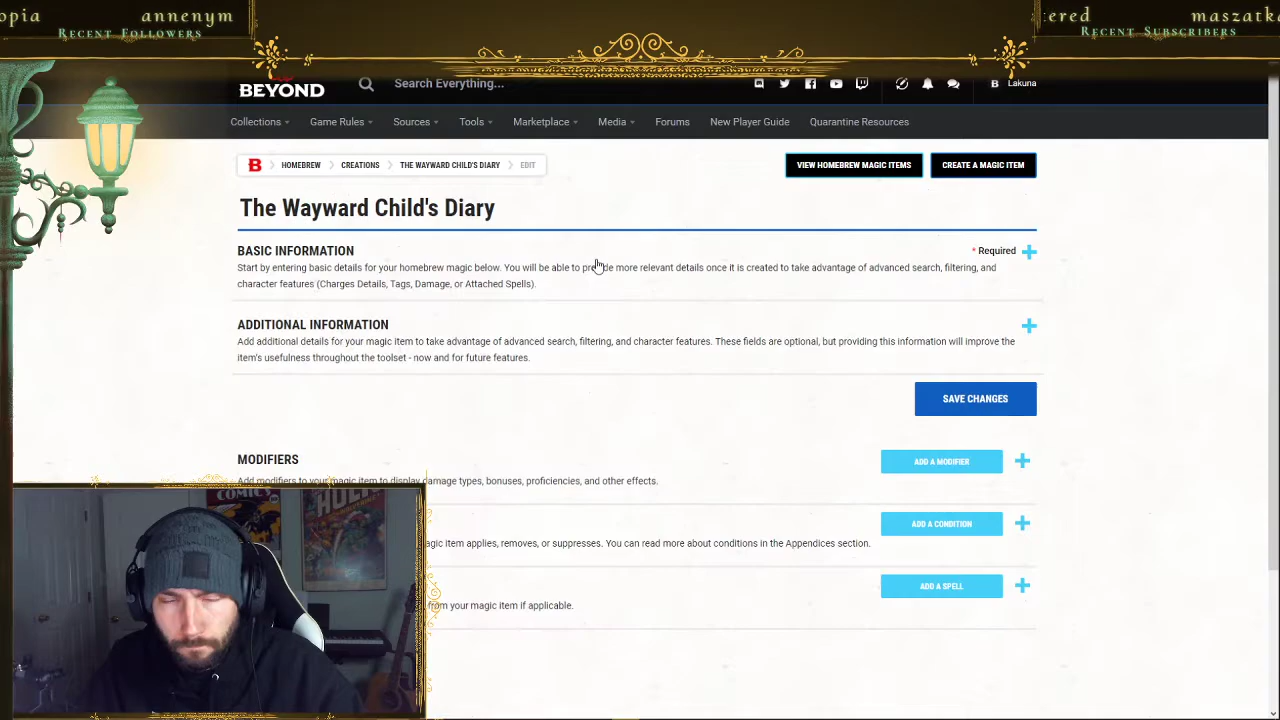 opia annenym
RECENT FOLLOWERS
ered maszatk
RECENT SUBSCRIBERS
BEYOND
Search Everything...
B Lakuna
Collections
Game Rules
Sources
Tools
Marketplace
Media
Forums
New Player Guide
Quarantine Resources
B HOMEBREW CREATIONS THE WAYWARD CHILD'S DIARY EDIT
VIEW HOMEBREW MAGIC ITEMS
CREATE A MAGIC ITEM
The Wayward Child's Diary
BASIC INFORMATION
* Required
Start by entering basic details for your homebrew magic below. You will be able to provide more relevant details once it is created to take advantage of advanced search, filtering, and
character features (Charges Details, Tags, Damage, or Attached Spells).
ADDITIONAL INFORMATION
Add additional details for your magic item to take advantage of advanced search, filtering, and character features. These fields are optional, but providing this information will improve the
item's usefulness throughout the toolset - now and for future features.
SAVE CHANGES
MODIFIERS
ADD A MODIFIER
Add modifiers to your magic item to display damage types, bonuses, proficiencies, and other effects.
ADD A CONDITION
agic item applies, removes, or suppresses. You can read more about conditions in the Appendices section.
ADD A SPELL
from your magic item if applicable.
COMICS
HULK